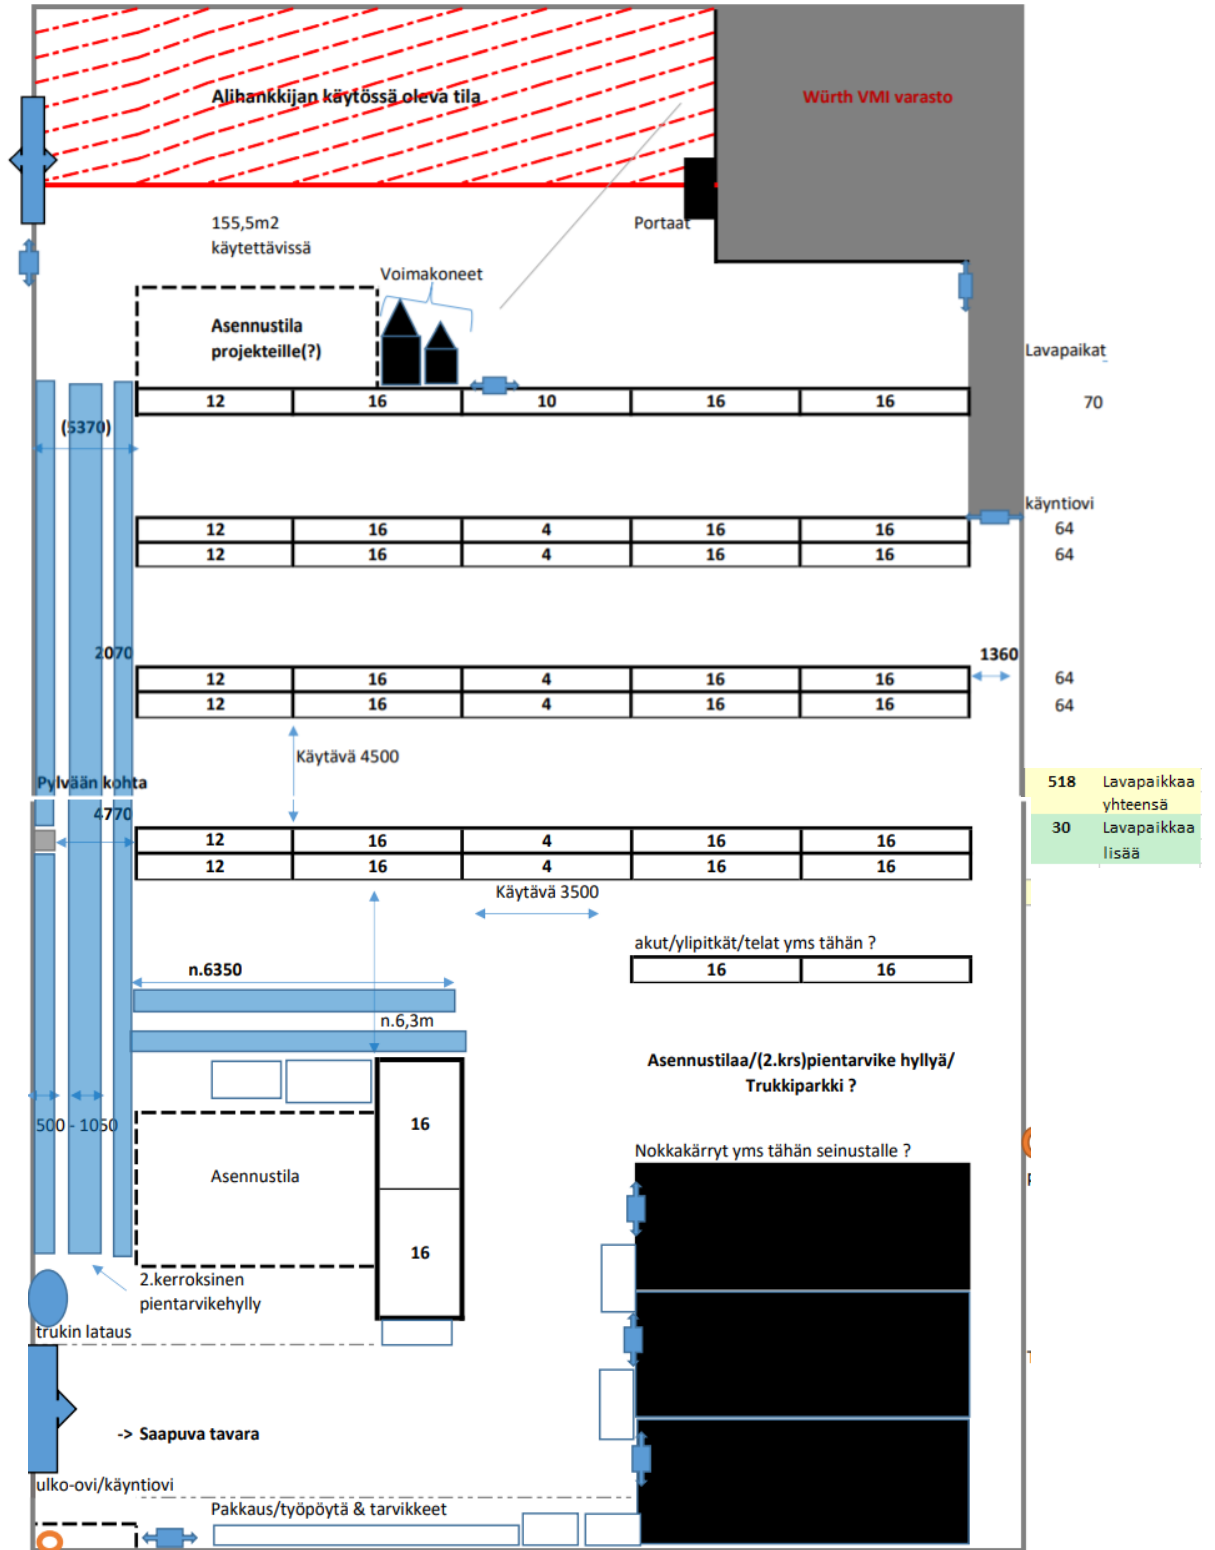 Alihankkijan käytössä oleva tila
Würth VMI varasto
155,5m2
käytettävissä
Portaat
Voimakoneet
Asennustila
projekteille(?)
Lavapaikat
12 16 10 16 16 70
(5370)
käyntiovi
12 16 4 16 16 64
12 16 4 16 16 64
2070 1360
12 16 4 16 16 64
12 16 4 16 16 64
Käytävä 4500
Pylvään kohta
518 Lavapaikkaa
yhteensä
4770
30 Lavapaikkaa
lisää
12 16 4 16 16
12 16 4 16 16
Käytävä 3500
akut/ylipitkät/telat yms tähän ?
n.6350 16 16
n.6,3m
Asennustilaa/(2.krs)pientarvike hyllyä/
Trukkiparkki ?
500 - 1050
16
Nokkakärryt yms tähän seinustalle ?
Asennustila
16
2.kerroksinen
pientarvikehylly
trukin lataus
-> Saapuva tavara
ulko-ovi/käyntiovi
Pakkaus/työpöytä & tarvikkeet